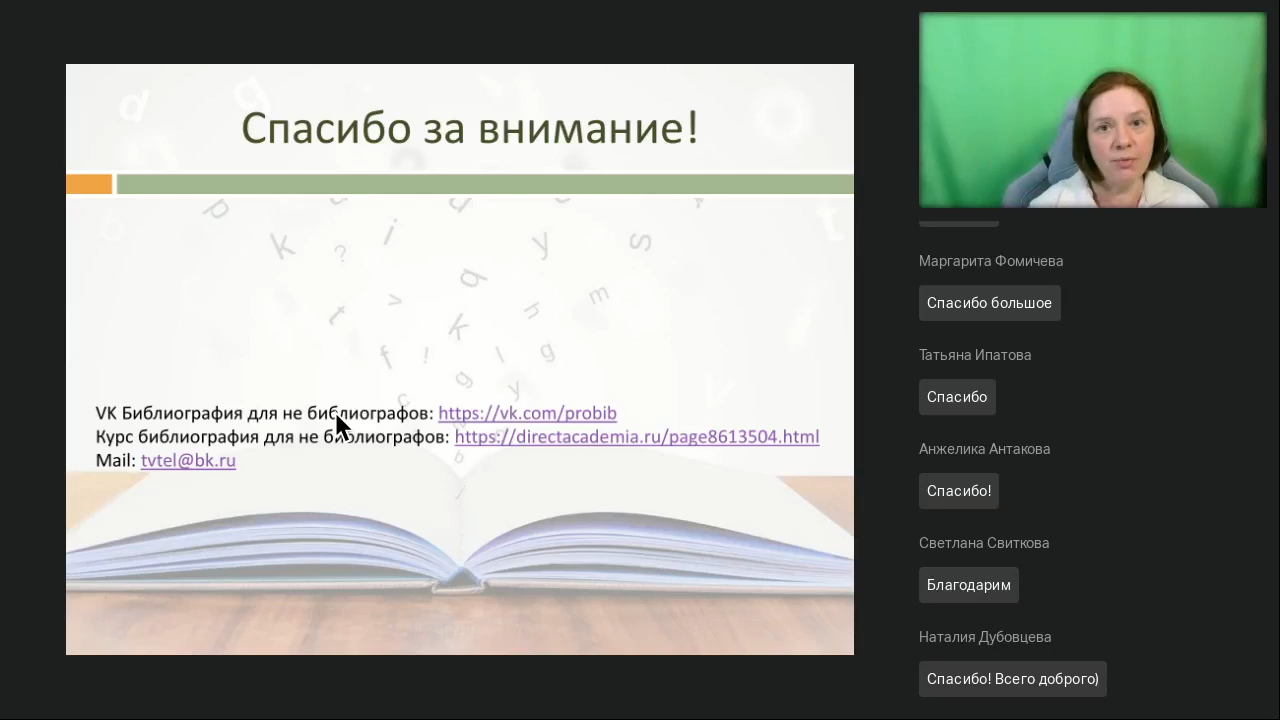 Спасибо за внимание!
VK Библиография для не библиографов: https://vk.com/probib
Курс библиография для не библиографов: https://directacademia.ru/page8613504.html
Mail: tvtel@bk.ru
Маргарита Фомичева
Спасибо большое
Татьяна Ипатова
Спасибо
Анжелика Антакова
Спасибо!
Светлана Свиткова
Благодарим
Наталия Дубовцева
Спасибо! Всего доброго)